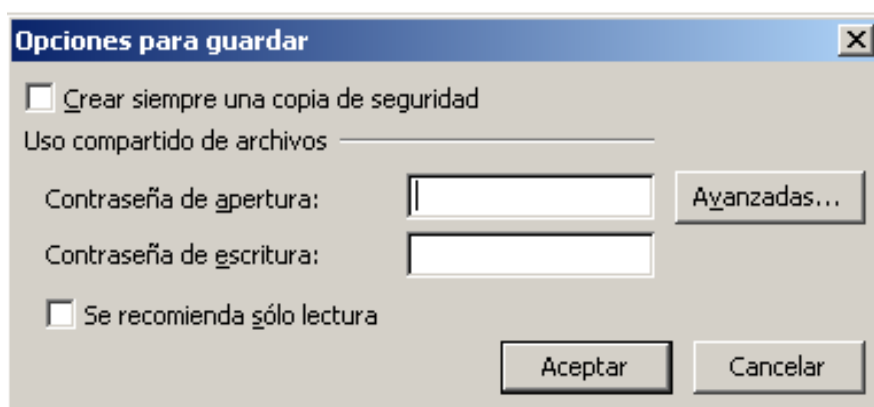 Opciones para guardar
Crear siempre una copia de seguridad
Uso compartido de archivos
Contraseña de apertura:
Avanzadas...
Contraseña de escritura:
Se recomienda sólo lectura
Aceptar
Cancelar